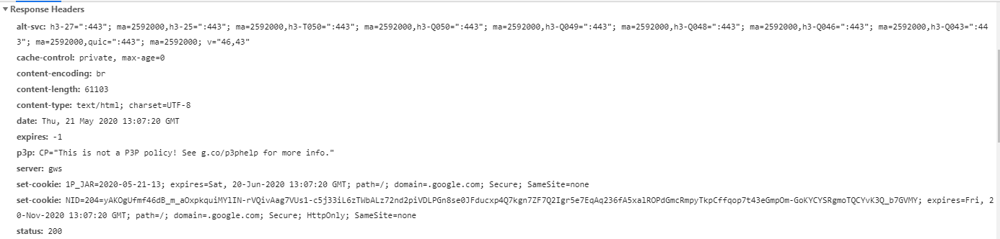 Response Headers
alt-svc: h3-27=":443"; ma=2592000,h3-25=":443"; ma=2592000,h3-T050=":443"; ma=2592000,h3-Q050=":443"; ma=2592000,h3-Q049=":443"; ma=2592000,h3-Q048=":443"; ma=2592000,h3-Q046=":443"; ma=2592000,h3-Q043=":44
3"; ma=2592000,quic=":443"; ma=2592000; v="46,43"
cache-control: private, max-age=0
content-encoding: br
content-length: 61103
content-type: text/html; charset=UTF-8
date: Thu, 21 May 2020 13:07:20 GMT
expires: -1
p3p: CP="This is not a P3P policy! See g.co/p3phelp for more info."
server: gws
set-cookie: 1P_JAR=2020-05-21-13; expires=Sat, 20-Jun-2020 13:07:20 GMT; path=/; domain=.google.com; Secure; SameSite=none
set-cookie: NID=204=yAKOgUfmf46dB_m_aOxpkquiMYlIN-rVQivAag7VUs1-c5j33iL6zTWbALz72nd2piVDLPGn8se0JFducxp4Q7kgn7ZF7Q2Igr5e7EqAq236fA5xalROPdGmcRmpyTkpCffqop7t43eGmpOm-GoKYCYSRgmoTQCYvK3Q_b7GVMY; expires=Fri, 2
0-Nov-2020 13:07:20 GMT; path=/; domain=.google.com; Secure; HttpOnly; SameSite=none
status: 200